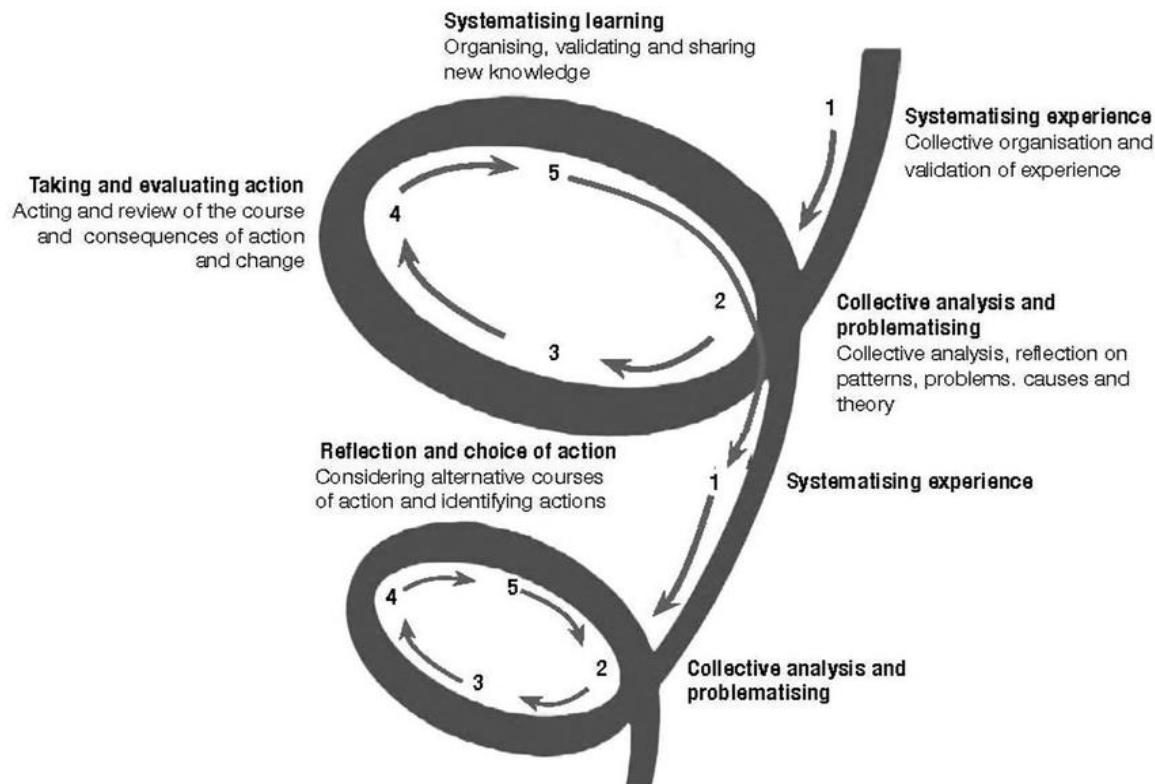 Systematising learning
Organising, validating and sharing
new knowledge
1
Systematising experience
Collective organisation and
validation of experience
5
Taking and evaluating action
Acting and review of the course
and consequences of action
and change
4
2
Collective analysis and
problematising
Collective analysis, reflection on
patterns, problems. causes and
theory
3
Reflection and choice of action
Considering alternative courses
of action and identifying actions
1
Systematising experience
4
5
2
3
Collective analysis and
problematising